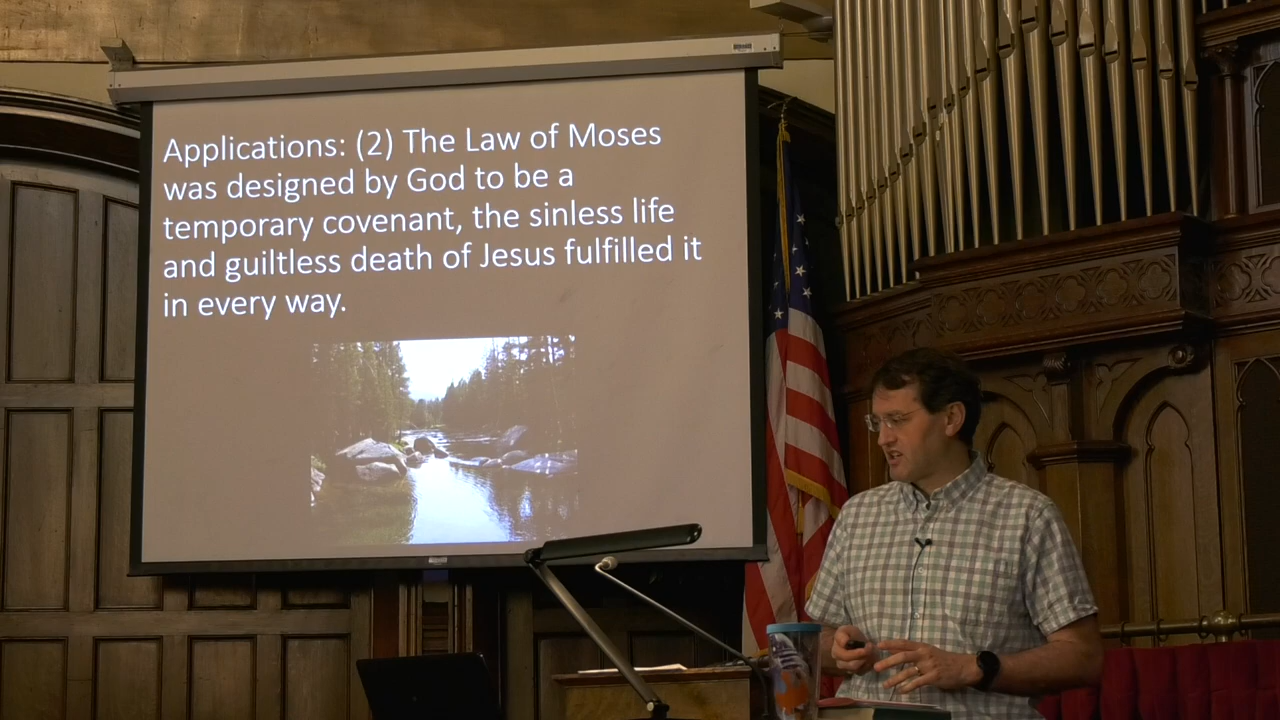 Applications: (2) The Law of Moses
was designed by God to be a
temporary covenant, the sinless life
and guiltless death of Jesus fulfilled it
in every way.